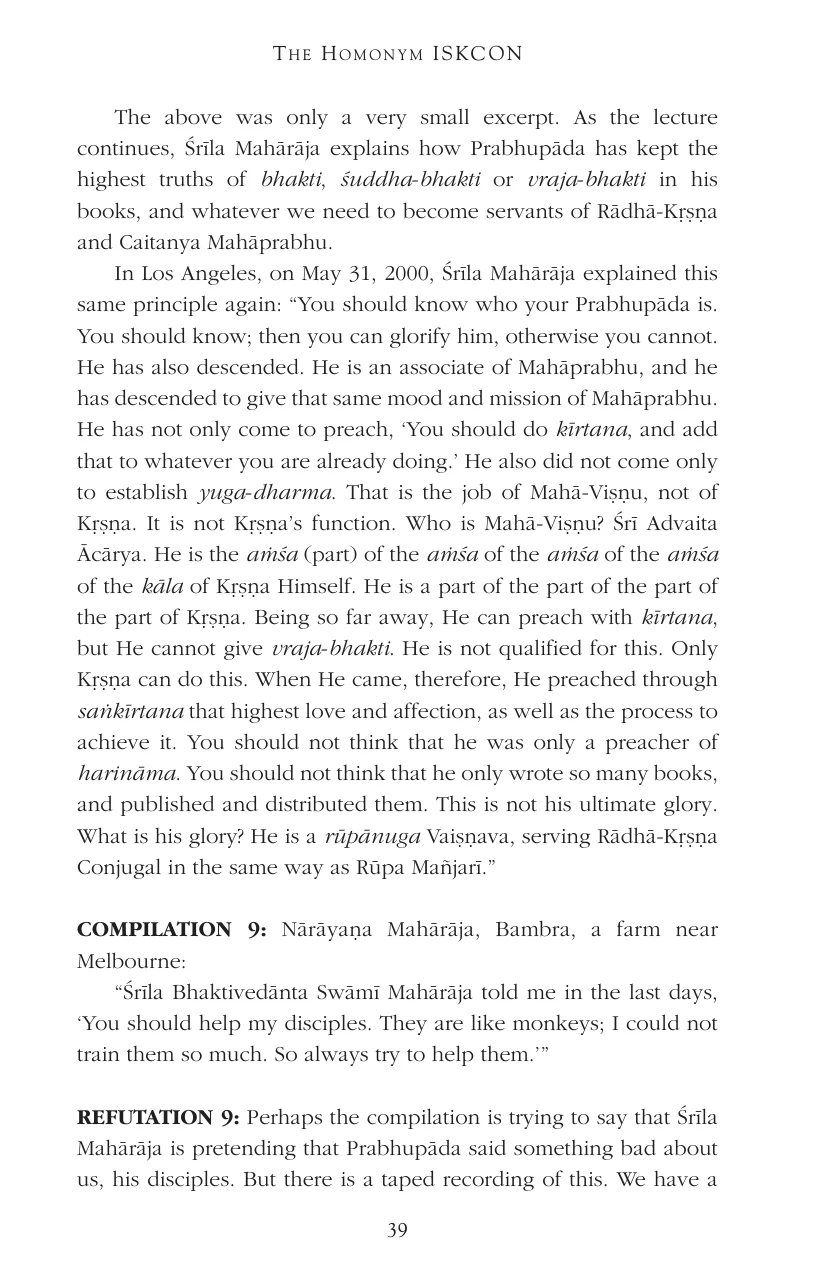 THE HOMONYM ISKCON
The above was only a very small excerpt. As the lecture
continues, Śrīla Mahārāja explains how Prabhupāda has kept the
highest truths of bhakti, śuddha-bhakti or vraja-bhakti in his
books, and whatever we need to become servants of Rādhā-Kṛṣṇa
and Caitanya Mahāprabhu.
In Los Angeles, on May 31, 2000, Śrīla Mahārāja explained this
same principle again: “You should know who your Prabhupāda is.
You should know; then you can glorify him, otherwise you cannot.
He has also descended. He is an associate of Mahāprabhu, and he
has descended to give that same mood and mission of Mahāprabhu.
He has not only come to preach, ‘You should do kīrtana, and add
that to whatever you are already doing.’ He also did not come only
to establish yuga-dharma. That is the job of Mahā-Viṣṇu, not of
Kṛṣṇa. It is not Kṛṣṇa’s function. Who is Mahā-Viṣṇu? Śrī Advaita
Ācārya. He is the aṁśa (part) of the aṁśa of the aṁśa of the aṁśa
of the kāla of Kṛṣṇa Himself. He is a part of the part of the part of
the part of Kṛṣṇa. Being so far away, He can preach with kīrtana,
but He cannot give vraja-bhakti. He is not qualified for this. Only
Kṛṣṇa can do this. When He came, therefore, He preached through
saṅkīrtana that highest love and affection, as well as the process to
achieve it. You should not think that he was only a preacher of
harināma. You should not think that he only wrote so many books,
and published and distributed them. This is not his ultimate glory.
What is his glory? He is a rūpānuga Vaiṣṇava, serving Rādhā-Kṛṣṇa
Conjugal in the same way as Rūpa Mañjarī.”
COMPILATION 9: Nārāyaṇa Mahārāja, Bambra, a farm near
Melbourne:
“Śrīla Bhaktivedānta Swāmī Mahārāja told me in the last days,
‘You should help my disciples. They are like monkeys; I could not
train them so much. So always try to help them.’”
REFUTATION 9: Perhaps the compilation is trying to say that Śrīla
Mahārāja is pretending that Prabhupāda said something bad about
us, his disciples. But there is a taped recording of this. We have a
39